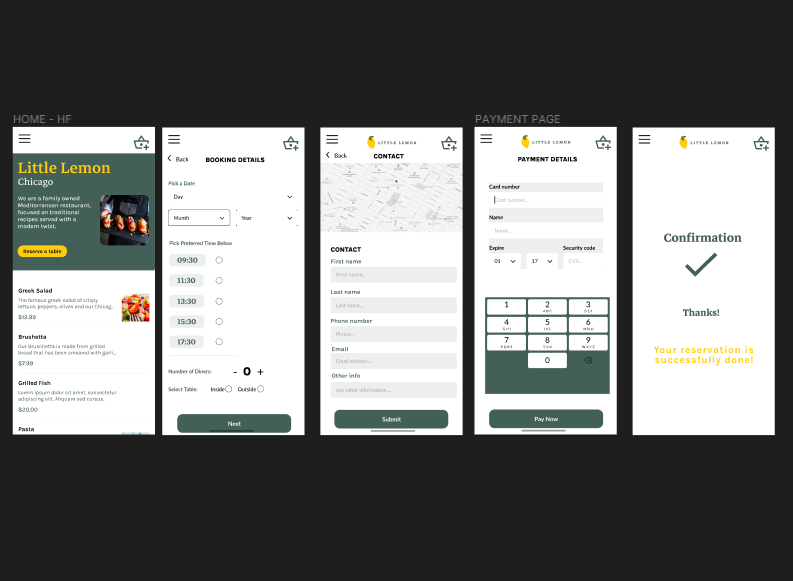 HOME - HF
Little Lemon
Chicago
We are a family owned
Mediterranean restaurant,
focused on traditional
recipes served with a
modern twist.
Reserve a table
Greek Salad
The famous greek salad of crispy
lettuce, peppers, olives and our Chicag..
$12.99
Brushetta
Our Bruschetta is made from grilled
bread that has been smeared with garli..
$7.99
Grilled Fish
Lorem ipsum dolor sit amet, consectetur
adipiscing elit. Aliquam sed cursus.
$20.00
Pasta
Back
BOOKING DETAILS
Pick a Date
Day
Month
Year
Pick Preferred Time Below
09:30
11:30
13:30
15:30
17:30
Number of Diners:
- 0 +
Select Table:
Inside
Outside
Next
LITTLE LEMON
Back
CONTACT
CONTACT
First name
First name...
Last name
Last name...
Phone number
Phone...
Email
Email address...
Other info
any other information...
Submit
PAYMENT PAGE
LITTLE LEMON
PAYMENT DETAILS
Card number
Card number...
Name
Name...
Expire
Security code
01
17
CVV...
1
2
ABC
3
DEF
4
GHI
5
JKL
6
MNO
7
PQRS
8
TUV
9
WXYZ
0
Pay Now
LITTLE LEMON
Confirmation
Thanks!
Your reservation is
successfully done!